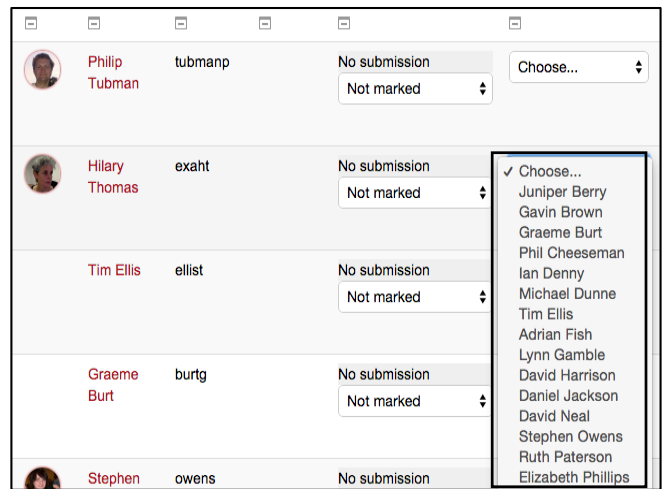 Philip
Tubman
tubmanp
No submission
Not marked
Choose...
Hilary
Thomas
exaht
No submission
Not marked
✓ Choose...
Juniper Berry
Gavin Brown
Graeme Burt
Phil Cheeseman
Ian Denny
Michael Dunne
Tim Ellis
Adrian Fish
Lynn Gamble
David Harrison
Daniel Jackson
David Neal
Stephen Owens
Ruth Paterson
Elizabeth Phillips
Tim Ellis
ellist
No submission
Not marked
Graeme
Burt
burtg
No submission
Not marked
Stephen
owens
No submission